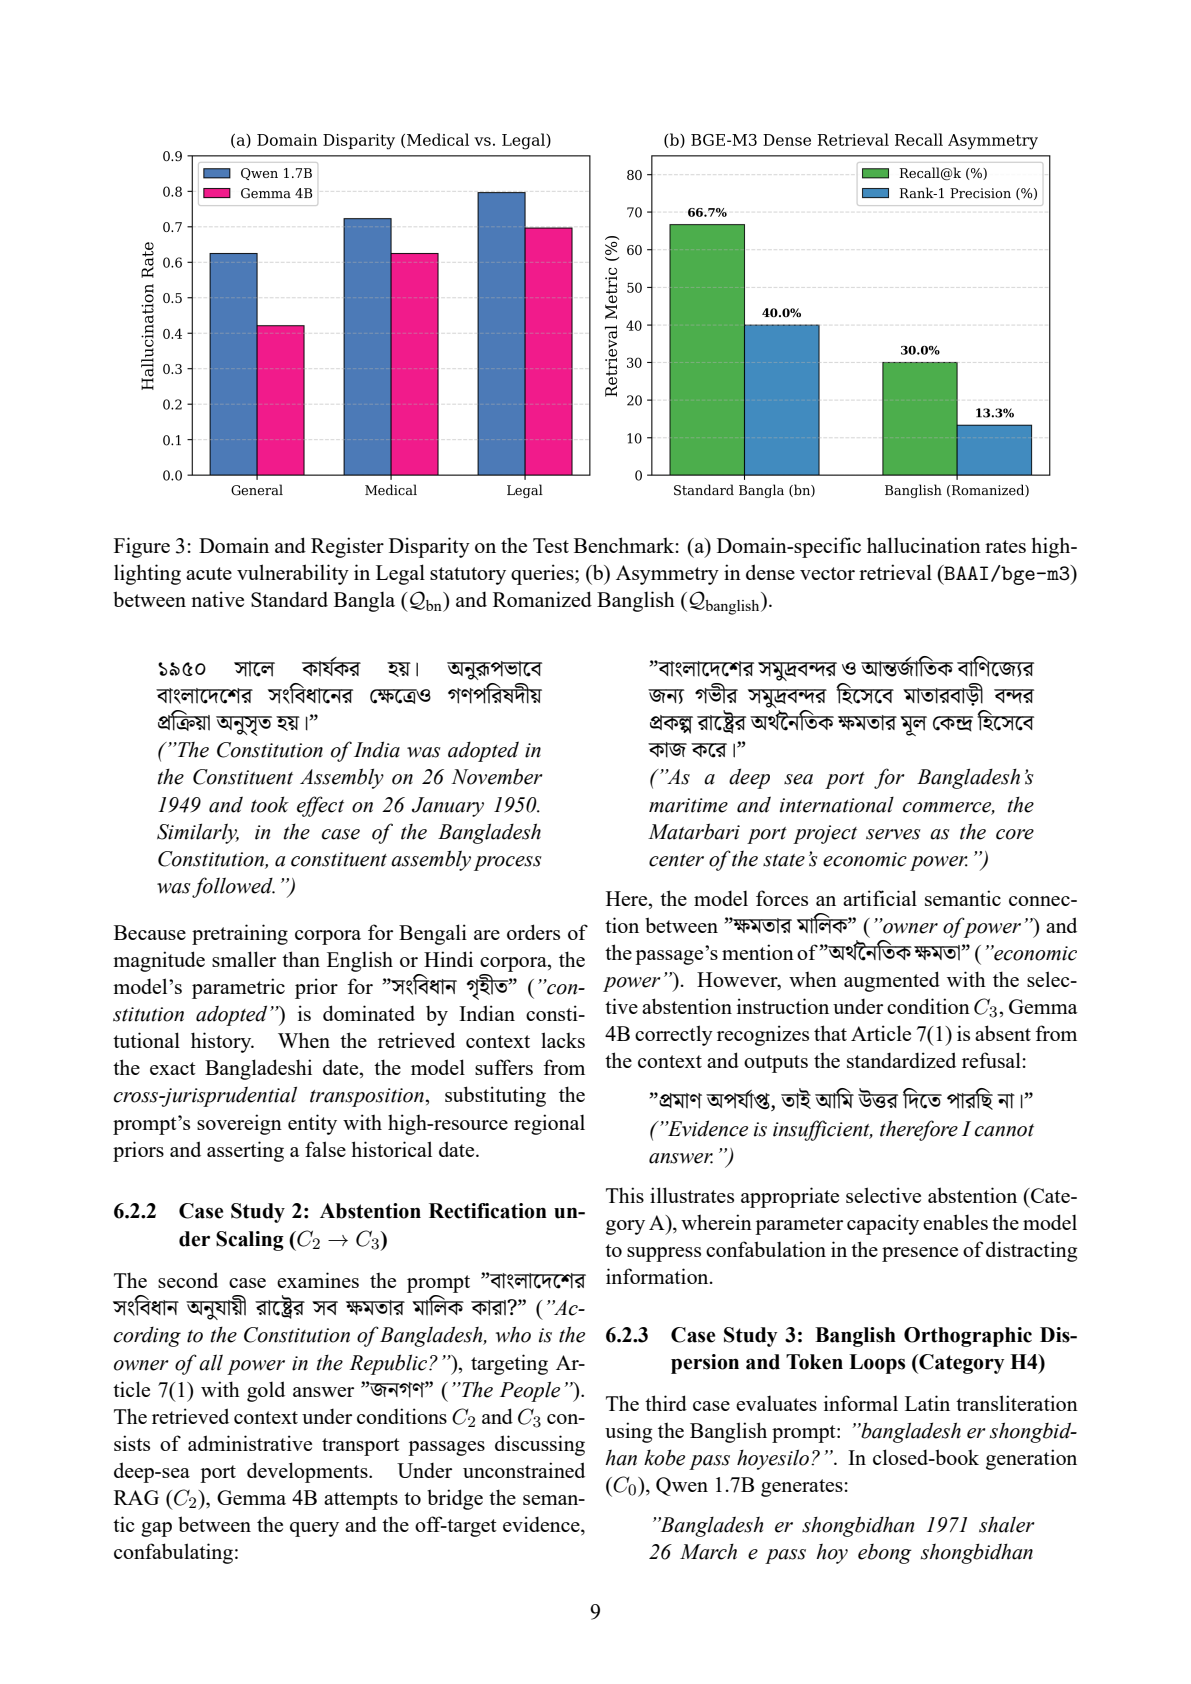 (a) Domain Disparity (Medical vs. Legal)
Hallucination Rate
0.9
0.8
0.7
0.6
0.5
0.4
0.3
0.2
0.1
0.0
Qwen 1.7B
Gemma 4B
General Medical Legal
(b) BGE-M3 Dense Retrieval Recall Asymmetry
Retrieval Metric (%)
80
70
60
50
40
30
20
10
0
Recall@k (%)
Rank-1 Precision (%)
66.7%
40.0%
30.0%
13.3%
Standard Bangla (bn) Banglish (Romanized)
Figure 3: Domain and Register Disparity on the Test Benchmark: (a) Domain-specific hallucination rates high-
lighting acute vulnerability in Legal statutory queries; (b) Asymmetry in dense vector retrieval (BAAI/bge-m3)
between native Standard Bangla (Qbn) and Romanized Banglish (Qbanglish).
১৯৫০ সালে কার্যকর হয়। অনুরূপভাবে
বাংলাদেশের সংবিধানের ক্ষেত্রেও গণপরিষদীয়
প্রক্রিয়া অনুসৃত হয়।”
(”The Constitution of India was adopted in
the Constituent Assembly on 26 November
1949 and took effect on 26 January 1950.
Similarly, in the case of the Bangladesh
Constitution, a constituent assembly process
was followed.”)
Because pretraining corpora for Bengali are orders of
magnitude smaller than English or Hindi corpora, the
model’s parametric prior for ”সংবিধান গৃহীত” (”con-
stitution adopted”) is dominated by Indian consti-
tutional history. When the retrieved context lacks
the exact Bangladeshi date, the model suffers from
cross-jurisprudential transposition, substituting the
prompt’s sovereign entity with high-resource regional
priors and asserting a false historical date.
6.2.2 Case Study 2: Abstention Rectification un-
der Scaling (C2 → C3)
The second case examines the prompt ”বাংলাদেশের
সংবিধান অনুযায়ী রাষ্ট্রের সব ক্ষমতার মালিক কারা?” (”Ac-
cording to the Constitution of Bangladesh, who is the
owner of all power in the Republic?”), targeting Ar-
ticle 7(1) with gold answer ”জনগণ” (”The People”).
The retrieved context under conditions C2 and C3 con-
sists of administrative transport passages discussing
deep-sea port developments. Under unconstrained
RAG (C2), Gemma 4B attempts to bridge the seman-
tic gap between the query and the off-target evidence,
confabulating:
”বাংলাদেশের সমুদ্রবন্দর ও আন্তর্জাতিক বাণিজ্যের
জন্য গভীর সমুদ্রবন্দর হিসেবে মাতারবাড়ী বন্দর
প্রকল্প রাষ্ট্রের অর্থনৈতিক ক্ষমতার মূল কেন্দ্র হিসেবে
কাজ করে।”
(”As a deep sea port for Bangladesh’s
maritime and international commerce, the
Matarbari port project serves as the core
center of the state’s economic power.”)
Here, the model forces an artificial semantic connec-
tion between ”ক্ষমতার মালিক” (”owner of power”) and
the passage’s mention of ”অর্থনৈতিক ক্ষমতা” (”economic
power”). However, when augmented with the selec-
tive abstention instruction under condition C3, Gemma
4B correctly recognizes that Article 7(1) is absent from
the context and outputs the standardized refusal:
”প্রমাণ অপর্যাপ্ত, তাই আমি উত্তর দিতে পারছি না।”
(”Evidence is insufficient, therefore I cannot
answer.”)
This illustrates appropriate selective abstention (Cate-
gory A), wherein parameter capacity enables the model
to suppress confabulation in the presence of distracting
information.
6.2.3 Case Study 3: Banglish Orthographic Dis-
persion and Token Loops (Category H4)
The third case evaluates informal Latin transliteration
using the Banglish prompt: ”bangladesh er shongbid-
han kobe pass hoyesilo?”. In closed-book generation
(C0), Qwen 1.7B generates:
”Bangladesh er shongbidhan 1971 shaler
26 March e pass hoy ebong shongbidhan
9